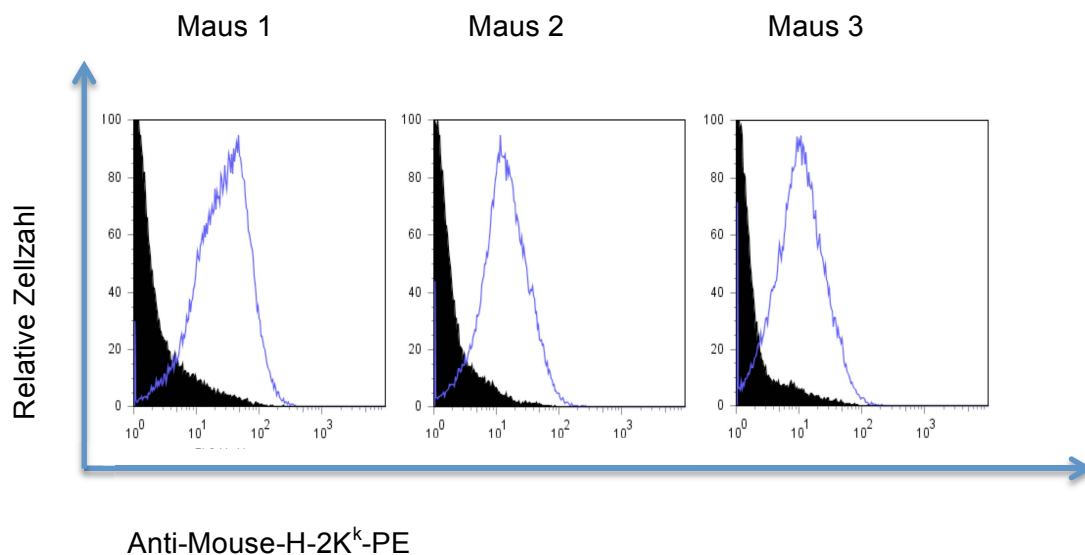 Maus 1 Maus 2 Maus 3
Relative Zellzahl
100 100 100
80 80 80
60 60 60
40 40 40
20 20 20
0 0 0
10⁰ 10¹ 10² 10³ 10⁰ 10¹ 10² 10³ 10⁰ 10¹ 10² 10³
Anti-Mouse-H-2Kᵏ-PE